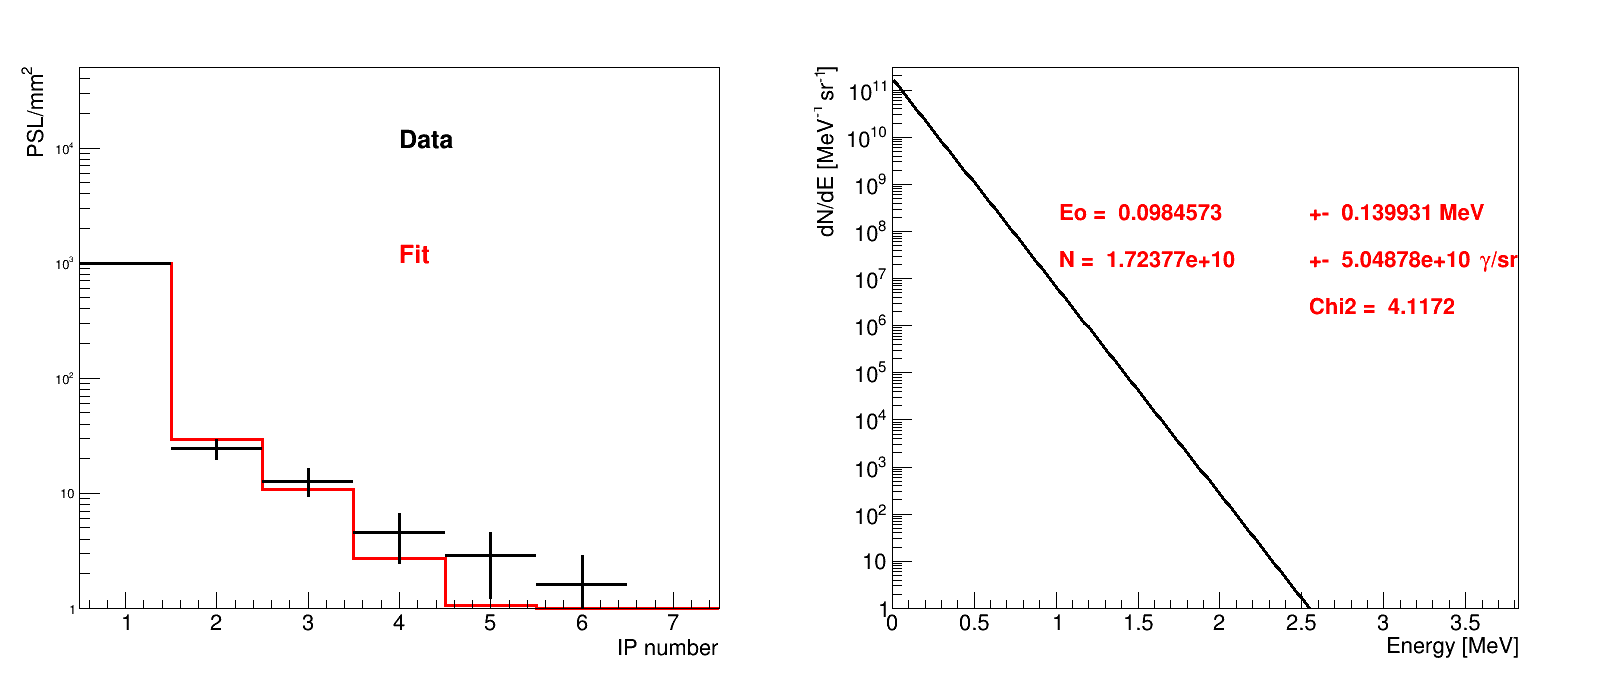 PSL/mm²
10⁴
10³
10²
10
1
Data
Fit
1 2 3 4 5 6 7
IP number
dN/dE [MeV⁻¹ sr⁻¹]
10¹¹
10¹⁰
10⁹
10⁸
10⁷
10⁶
10⁵
10⁴
10³
10²
10
1
Eo = 0.0984573 +- 0.139931 MeV
N = 1.72377e+10 +- 5.04878e+10 γ/sr
Chi2 = 4.1172
0 0.5 1 1.5 2 2.5 3 3.5
Energy [MeV]